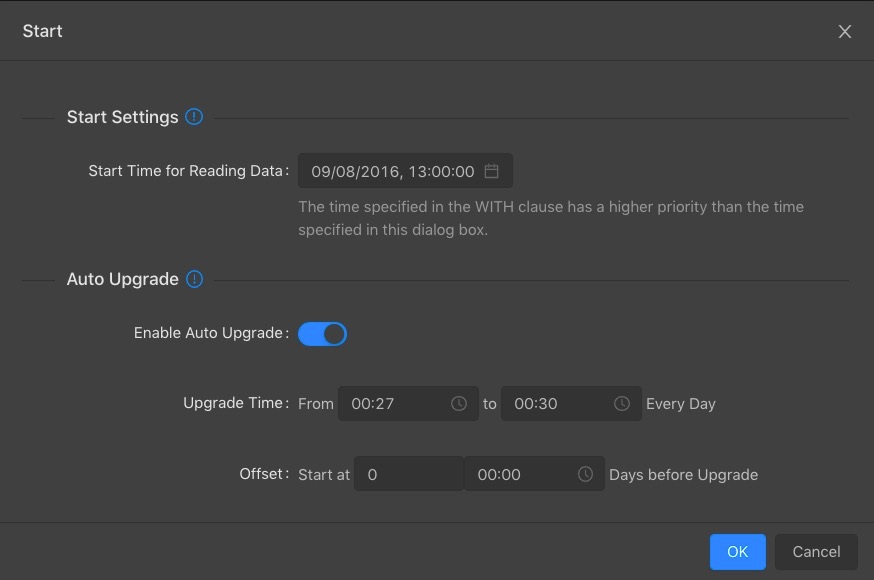 Start
Start Settings
Start Time for Reading Data: 09/08/2016, 13:00:00
The time specified in the WITH clause has a higher priority than the time
specified in this dialog box.
Auto Upgrade
Enable Auto Upgrade:
Upgrade Time: From 00:27 to 00:30 Every Day
Offset: Start at 0 00:00 Days before Upgrade
OK Cancel